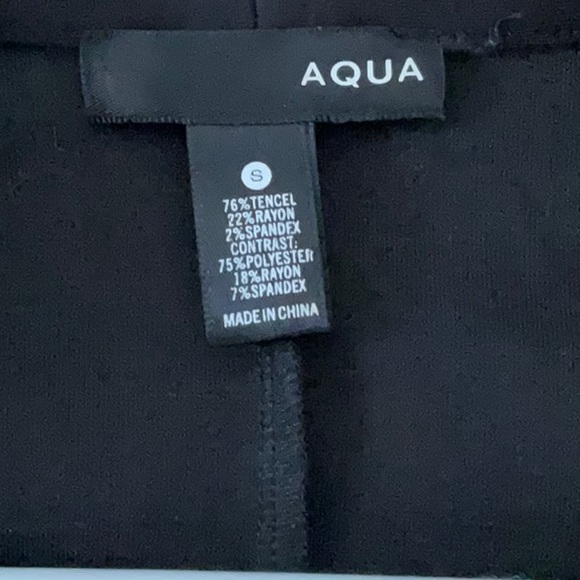 AQUA
S
76%TENCEL
22%RAYON
2%SPANDEX
CONTRAST:
75%POLYESTER
18%RAYON
7%SPANDEX
MADE IN CHINA